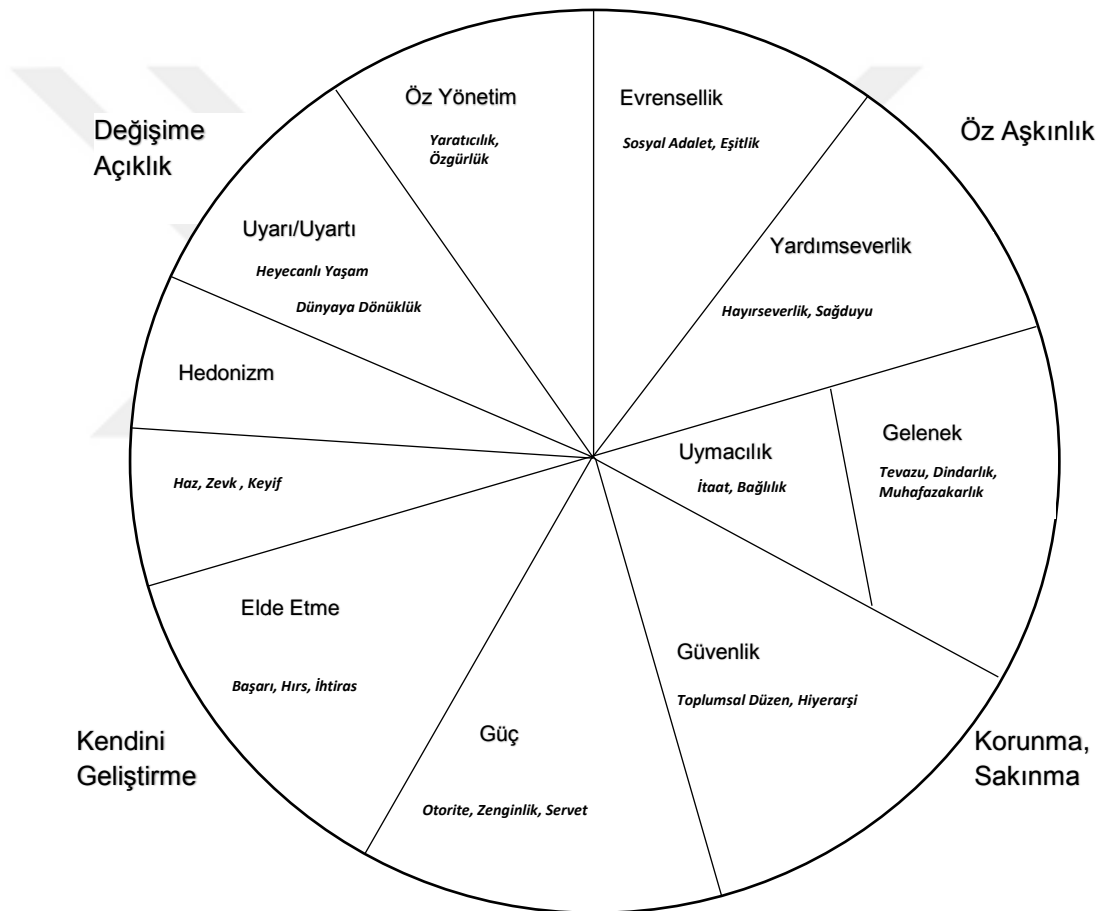 Öz Yönetim
Yaratıcılık,
Özgürlük
Evrensellik
Sosyal Adalet, Eşitlik
Değişime
Açıklık
Öz Aşkınlık
Uyarı/Uyartı
Heyecanlı Yaşam
Dünyaya Dönüklük
Yardımseverlik
Hayırseverlik, Sağduyu
Hedonizm
Haz, Zevk , Keyif
Uymacılık
İtaat, Bağlılık
Gelenek
Tevazu, Dindarlık,
Muhafazakarlık
Elde Etme
Başarı, Hırs, İhtiras
Güvenlik
Toplumsal Düzen, Hiyerarşi
Güç
Otorite, Zenginlik, Servet
Kendini
Geliştirme
Korunma,
Sakınma